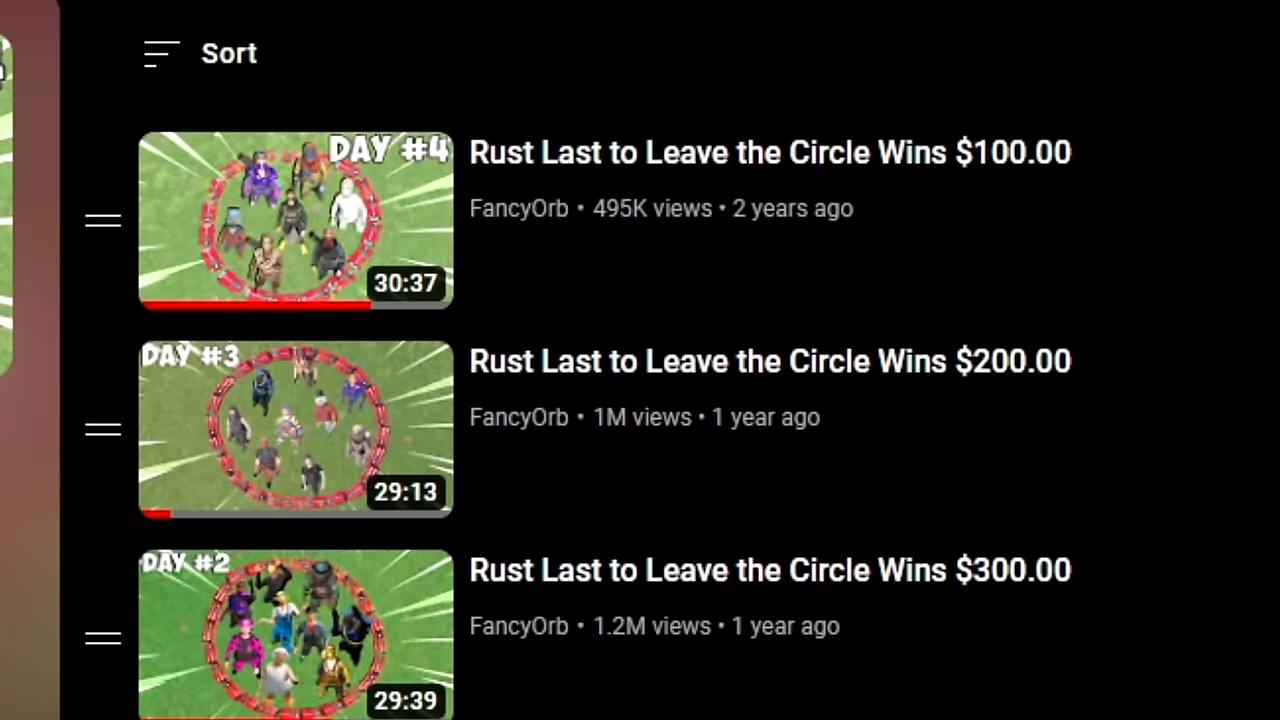 Sort
DAY #4
30:37
Rust Last to Leave the Circle Wins $100.00
FancyOrb • 495K views • 2 years ago
DAY #3
29:13
Rust Last to Leave the Circle Wins $200.00
FancyOrb • 1M views • 1 year ago
DAY #2
29:39
Rust Last to Leave the Circle Wins $300.00
FancyOrb • 1.2M views • 1 year ago